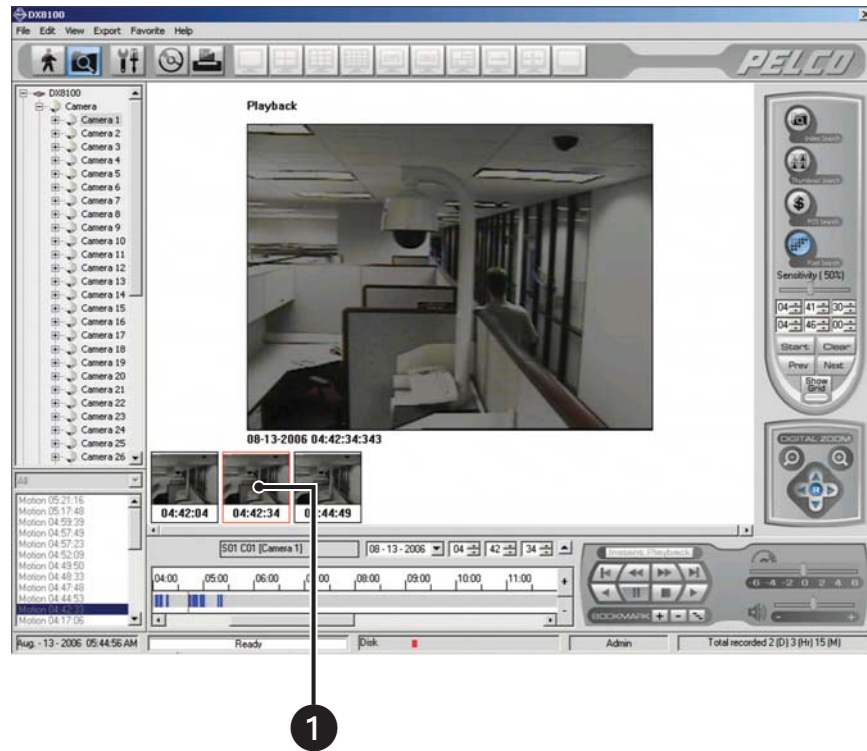 DX8100
File Edit View Export Favorite Help
PELCO
DX8100
Camera
Camera 1
Camera 2
Camera 3
Camera 4
Camera 5
Camera 6
Camera 7
Camera 8
Camera 9
Camera 10
Camera 11
Camera 12
Camera 13
Camera 14
Camera 15
Camera 16
Camera 17
Camera 18
Camera 19
Camera 20
Camera 21
Camera 22
Camera 23
Camera 24
Camera 25
Camera 26
All
Motion 05:21:16
Motion 05:17:48
Motion 04:59:39
Motion 04:57:49
Motion 04:57:23
Motion 04:52:09
Motion 04:49:50
Motion 04:48:33
Motion 04:47:48
Motion 04:44:53
Motion 04:42:33
Motion 04:17:06
Playback
08-13-2006 04:42:34:343
04:42:04
04:42:34
:44:49
S01 C01 [Camera 1]
08 - 13 - 2006 04 42 34
04:00 05:00 06:00 :00 08:00 09:00 10:00 11:00
+
-
Index Search
Thumbnail Search
$
POS Search
Pixel Search
Sensitivity ( 50%)
04 41 30
04 46 00
Start Clear
Prev Next
Show
Grid
DIGITAL ZOOM
R
Instant Playback
BOOKMARK + -
-6 -4 -2 0 2 4 6
- +
Aug. - 13 - 2006 05:44:56 AM
Ready
Disk
Admin
Total recorded 2 (D) 3 (Hr) 15 (M)
1